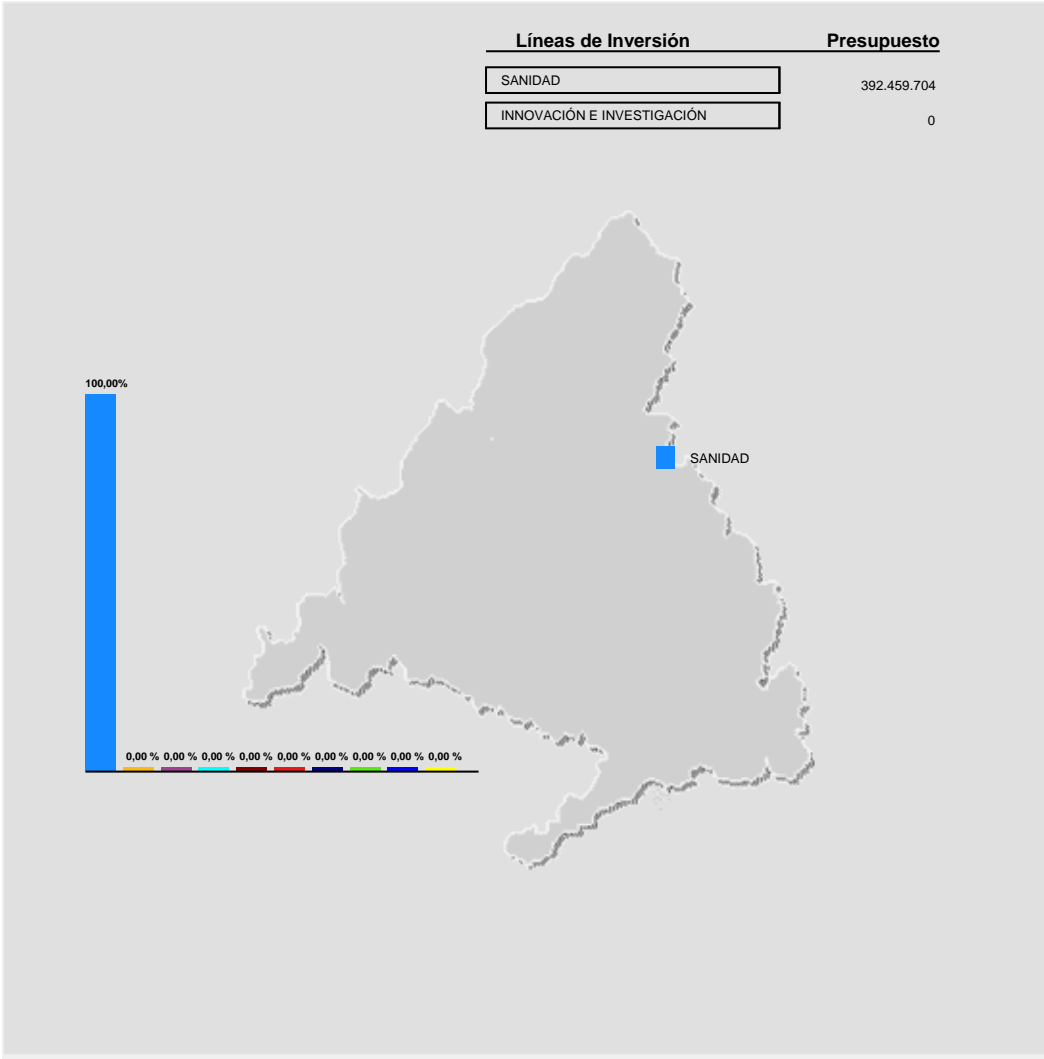 Líneas de Inversión Presupuesto
SANIDAD 392.459.704
INNOVACIÓN E INVESTIGACIÓN 0
100,00%
SANIDAD
0,00 % 0,00 % 0,00 % 0,00 % 0,00 % 0,00 % 0,00 % 0,00 % 0,00 %